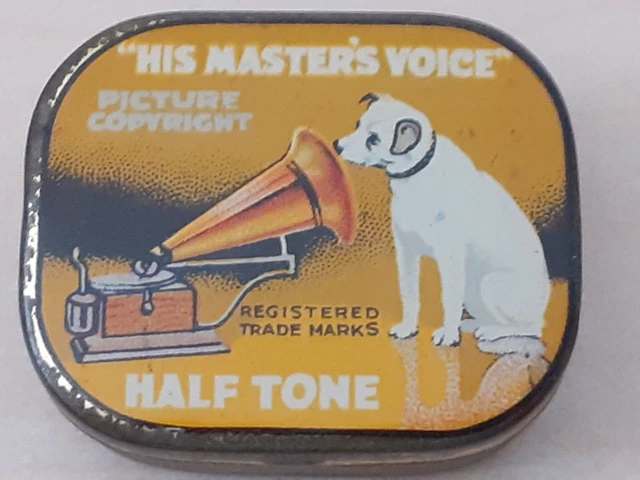 "HIS MASTER'S VOICE"
PICTURE
COPYRIGHT
REGISTERED
TRADE MARKS
HALF TONE